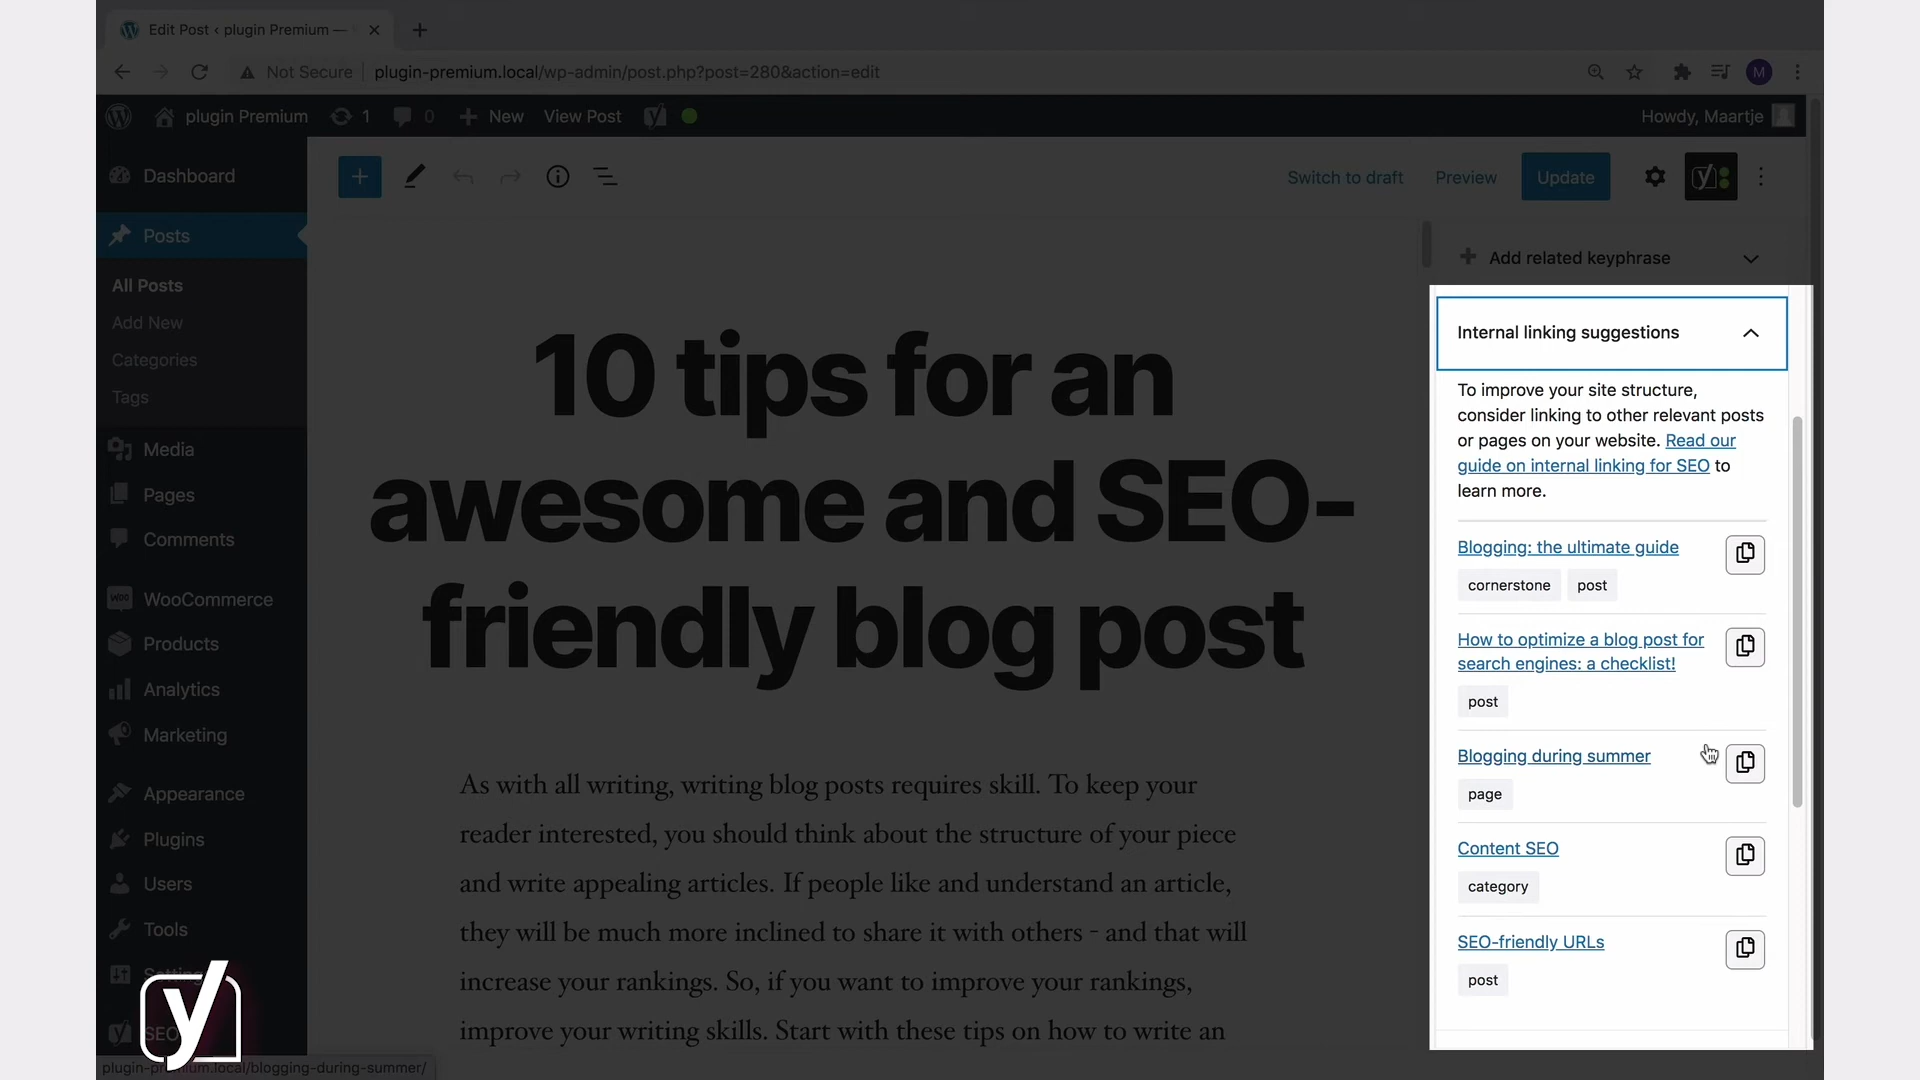 Edit Post ‹ plugin Premium —
Not Secure
plugin-premium.local/wp-admin/post.php?post=280&action=edit
M
plugin Premium
1
0
New
View Post
Howdy, Maartje
Dashboard
Posts
All Posts
Add New
Categories
Tags
Media
Pages
Comments
WooCommerce
Products
Analytics
Marketing
Appearance
Plugins
Users
Tools
SEO
plugin-premium.local/blogging-during-summer/
Switch to draft
Preview
Update
10 tips for an
awesome and SEO-
friendly blog post
As with all writing, writing blog posts requires skill. To keep your
reader interested, you should think about the structure of your piece
and write appealing articles. If people like and understand an article,
they will be much more inclined to share it with others - and that will
increase your rankings. So, if you want to improve your rankings,
improve your writing skills. Start with these tips on how to write an
Add related keyphrase
Internal linking suggestions
To improve your site structure,
consider linking to other relevant posts
or pages on your website. Read our
guide on internal linking for SEO to
learn more.
Blogging: the ultimate guide
cornerstone
post
How to optimize a blog post for
search engines: a checklist!
post
Blogging during summer
page
Content SEO
category
SEO-friendly URLs
post